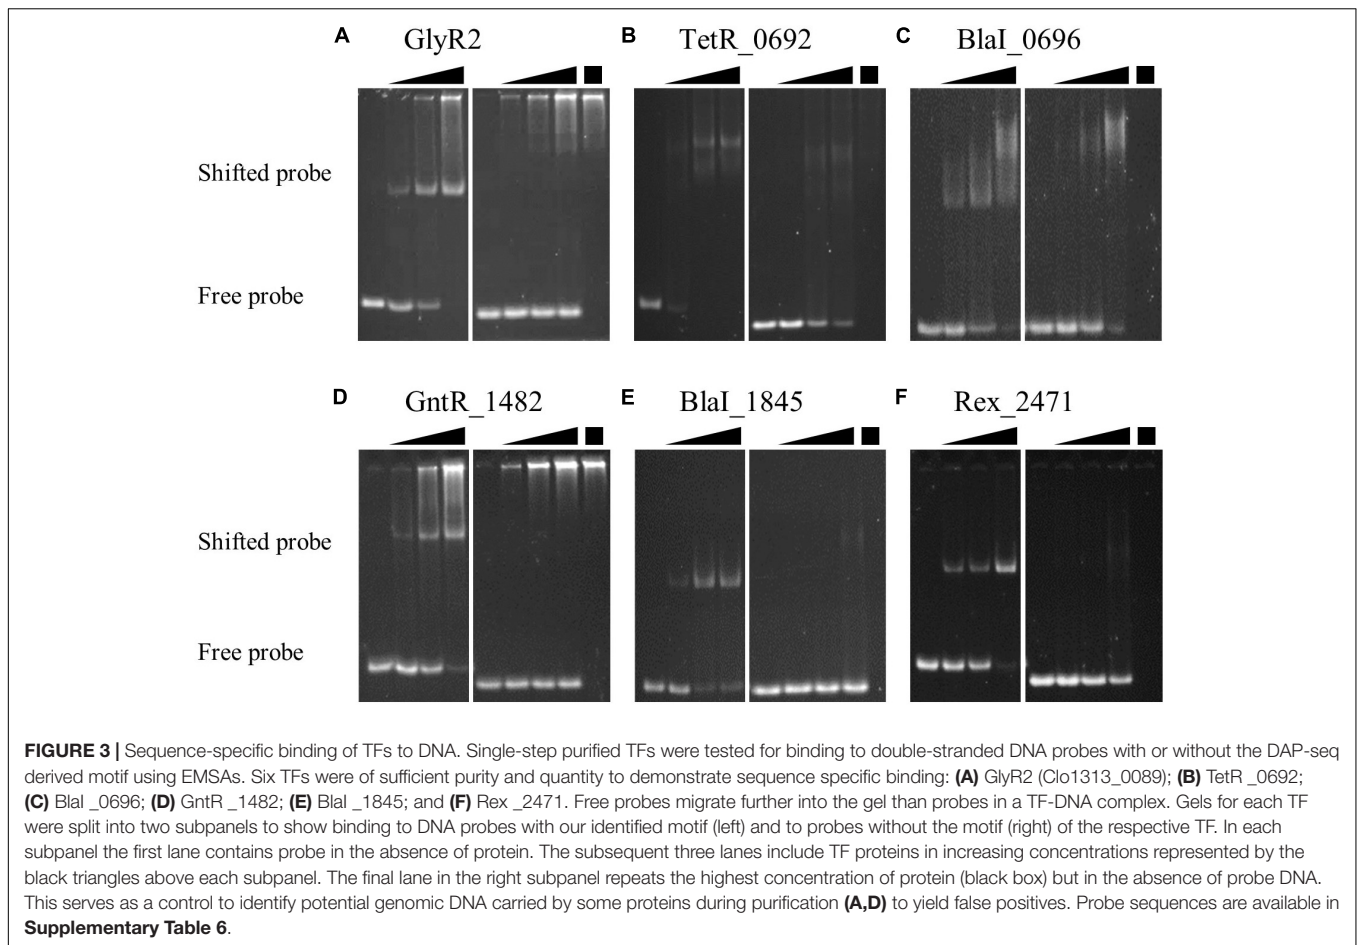 A GlyR2
B TetR_0692
C BlaI_0696
Shifted probe
Free probe
D GntR_1482
E BlaI_1845
F Rex_2471
Shifted probe
Free probe
FIGURE 3 | Sequence-specific binding of TFs to DNA. Single-step purified TFs were tested for binding to double-stranded DNA probes with or without the DAP-seq
derived motif using EMSAs. Six TFs were of sufficient purity and quantity to demonstrate sequence specific binding: (A) GlyR2 (Clo1313_0089); (B) TetR _0692;
(C) BlaI _0696; (D) GntR _1482; (E) BlaI _1845; and (F) Rex _2471. Free probes migrate further into the gel than probes in a TF-DNA complex. Gels for each TF
were split into two subpanels to show binding to DNA probes with our identified motif (left) and to probes without the motif (right) of the respective TF. In each
subpanel the first lane contains probe in the absence of protein. The subsequent three lanes include TF proteins in increasing concentrations represented by the
black triangles above each subpanel. The final lane in the right subpanel repeats the highest concentration of protein (black box) but in the absence of probe DNA.
This serves as a control to identify potential genomic DNA carried by some proteins during purification (A,D) to yield false positives. Probe sequences are available in
Supplementary Table 6.